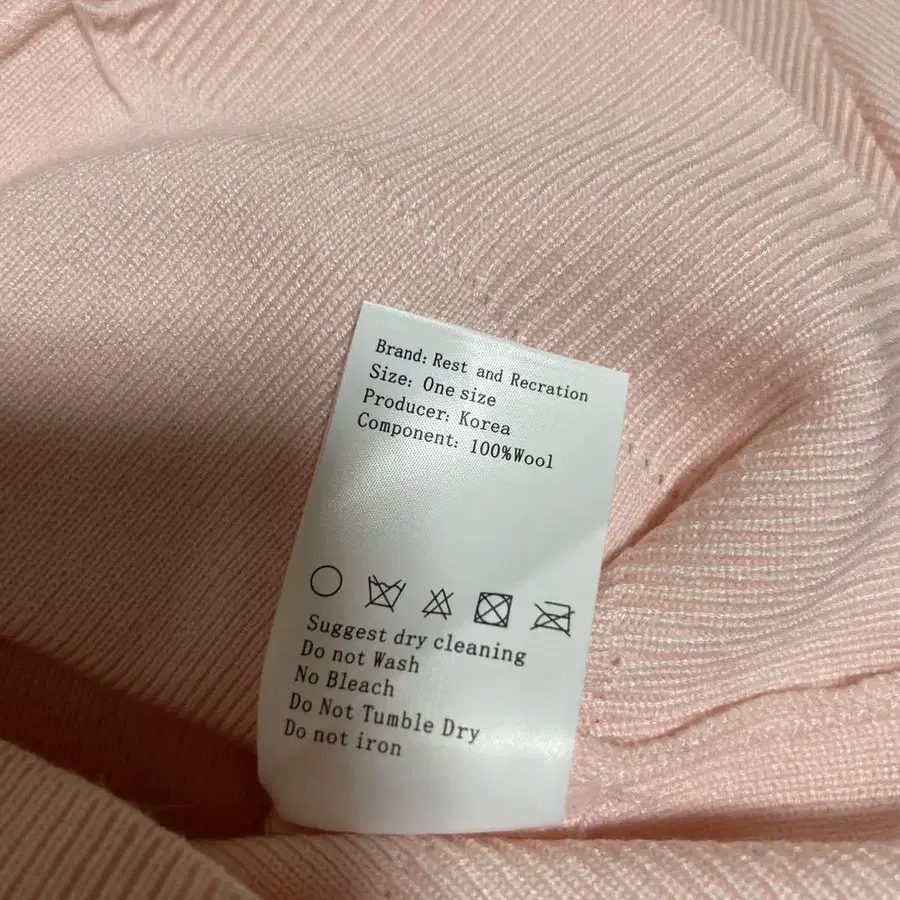 Brand: Rest and Recration
Size: One size
Producer: Korea
Component: 100%Wool
Suggest dry cleaning
Do not Wash
No Bleach
Do Not Tumble Dry
Do not iron